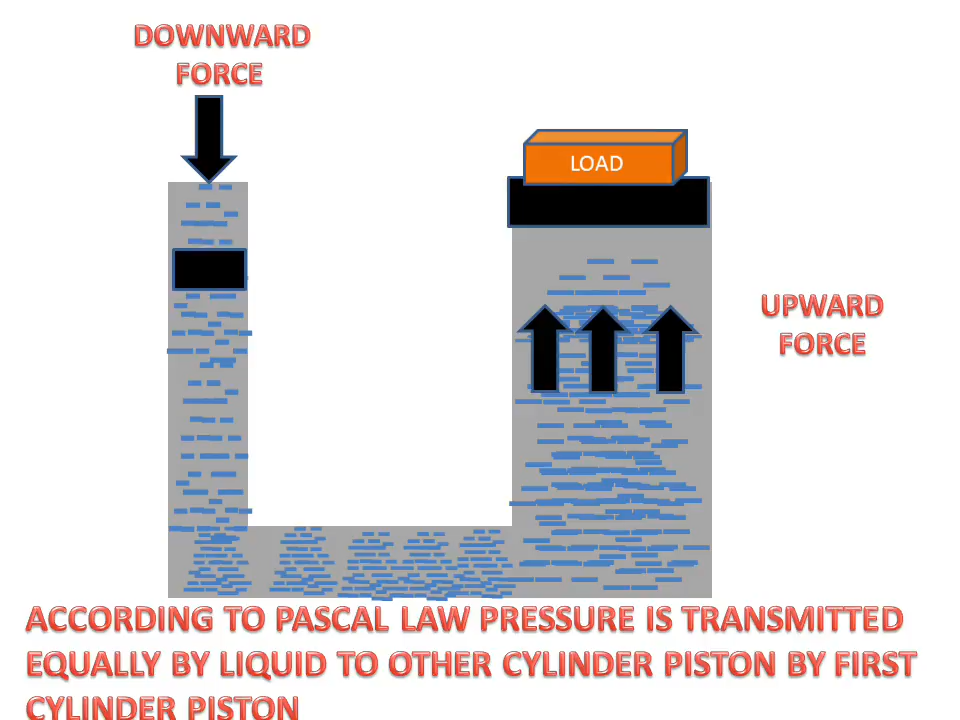 DOWNWARD
FORCE
LOAD
UPWARD
FORCE
ACCORDING TO PASCAL LAW PRESSURE IS TRANSMITTED
EQUALLY BY LIQUID TO OTHER CYLINDER PISTON BY FIRST
CYLINDER PISTON